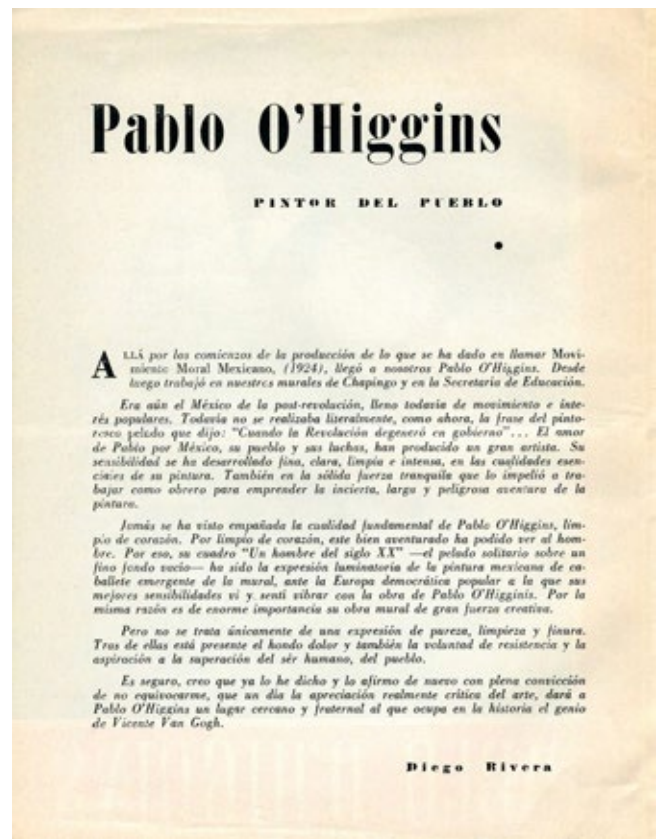 Pablo O'Higgins
PINTOR DEL PUEBLO
ALLÁ por los comienzos de la producción de lo que se ha dado en llamar Movi-
miento Moral Mexicano, (1924), llegó a nosotros Pablo O'Higgins. Desde
luego trabajó en nuestros murales de Chapingo y en la Secretaría de Educación.
Era aún el México de la post-revolución, lleno todavía de movimiento e inte-
rés populares. Todavía no se realizaba literalmente, como ahora, la frase del pinto-
resco pelado que dijo: "Cuando la Revolución degeneró en gobierno"... El amor
de Pablo por México, su pueblo y sus luchas, han producido un gran artista. Su
sensibilidad se ha desarrollado fina, clara, limpia e intensa, en las cualidades esen-
ciales de su pintura. También en la sólida fuerza tranquila que lo impelió a tra-
bajar como obrero para emprender la incierta, larga y peligrosa aventura de la
pintura.
Jamás se ha visto empañada la cualidad fundamental de Pablo O'Higgins, lim-
pio de corazón. Por limpio de corazón, este bien aventurado ha podido ver al hom-
bre. Por eso, su cuadro "Un hombre del siglo XX" —el pelado solitario sobre un
fino fondo vacío— ha sido la expresión luminatoria de la pintura mexicana de ca-
ballete emergente de la mural, ante la Europa democrática popular a la que sus
mejores sensibilidades vi y sentí vibrar con la obra de Pablo O'Higginis. Por la
misma razón es de enorme importancia su obra mural de gran fuerza creativa.
Pero no se trata únicamente de una expresión de pureza, limpieza y finura.
Tras de ellas está presente el hondo dolor y también la voluntad de resistencia y la
aspiración a la superación del sér humano, del pueblo.
Es seguro, creo que ya lo he dicho y lo afirmo de nuevo con plena convicción
de no equivocarme, que un día la apreciación realmente crítica del arte, dará a
Pablo O'Higgins un lugar cercano y fraternal al que ocupa en la historia el genio
de Vicente Van Gogh.
Diego Rivera